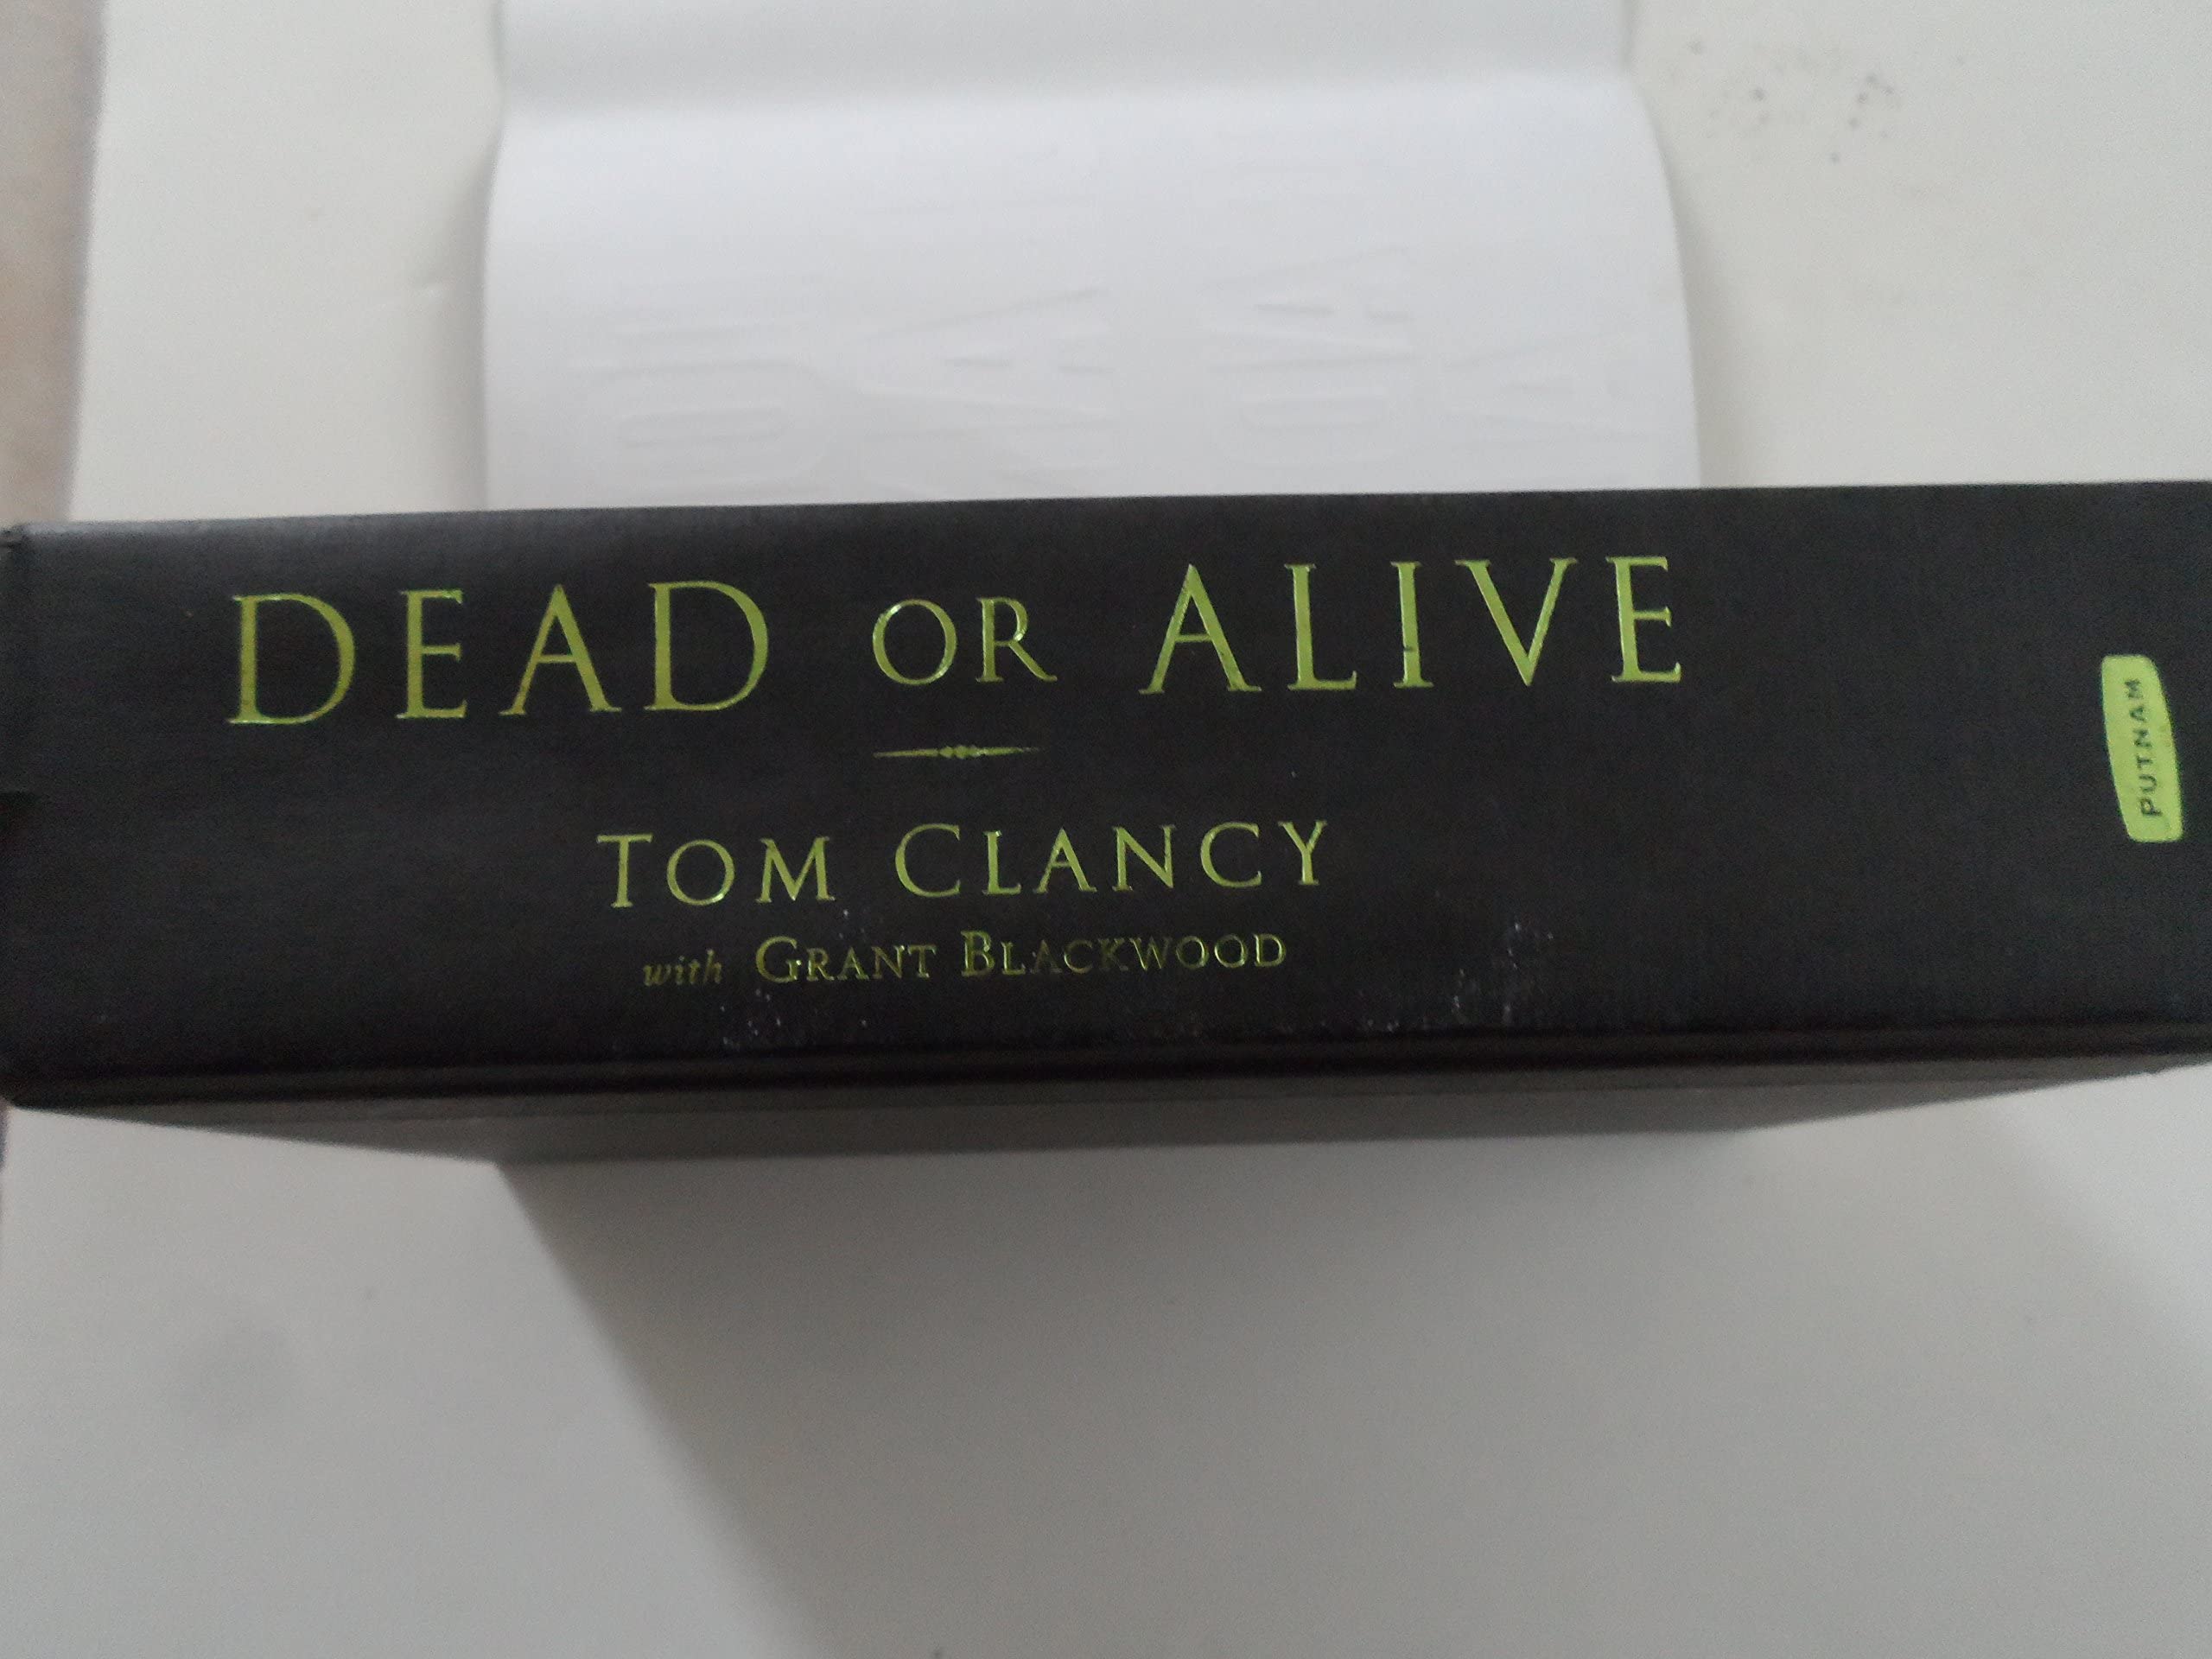 DEAD OR ALIVE
TOM CLANCY
with GRANT BLACKWOOD
PUTNAM